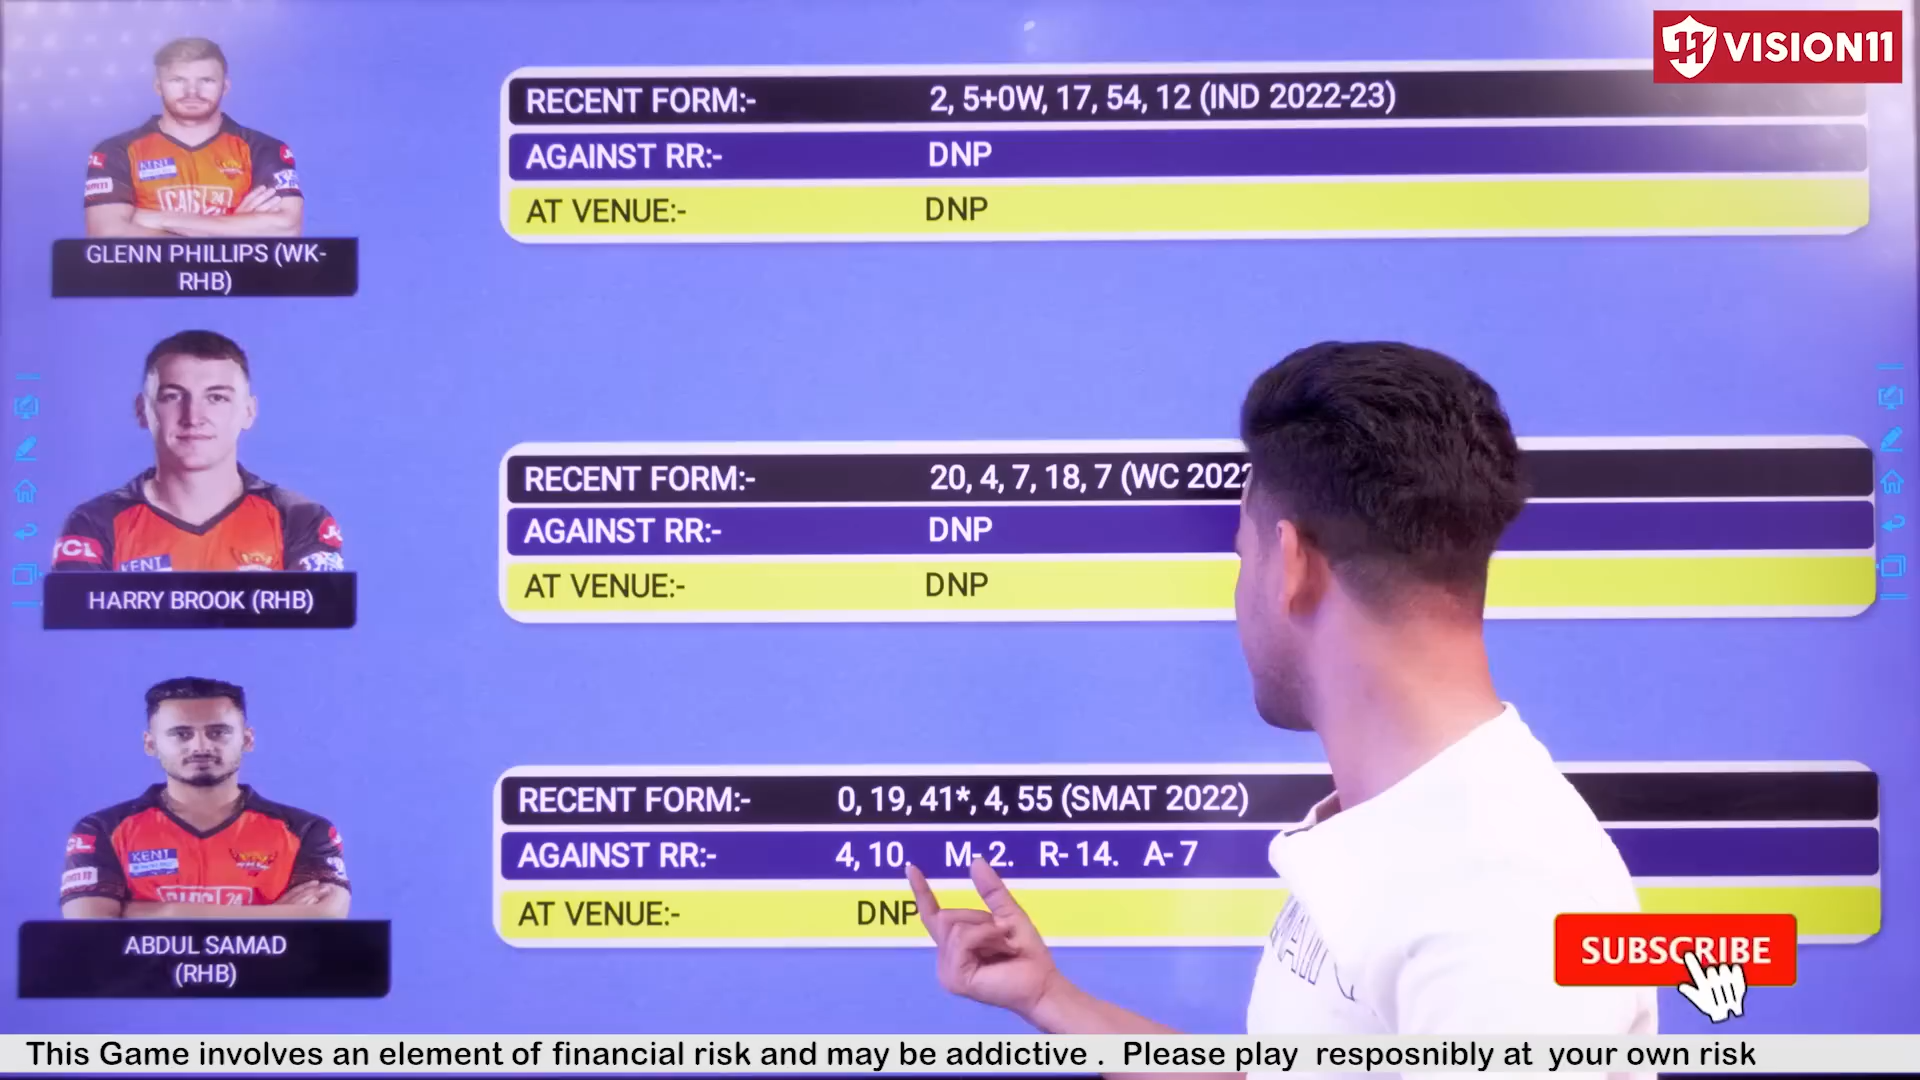 VISION11
RECENT FORM:- 2, 5+0W, 17, 54, 12 (IND 2022-23)
AGAINST RR:- DNP
AT VENUE:- DNP
GLENN PHILLIPS (WK-
RHB)
RECENT FORM:- 20, 4, 7, 18, 7 (WC 2022
AGAINST RR:- DNP
AT VENUE:- DNP
KENT
HARRY BROOK (RHB)
RECENT FORM:- 0, 19, 41*, 4, 55 (SMAT 2022)
AGAINST RR:- 4, 10. M- 2. R- 14. A- 7
AT VENUE:- DNP
KENT
ABDUL SAMAD
(RHB)
SUBSCRIBE
This Game involves an element of financial risk and may be addictive . Please play resposnibly at your own risk